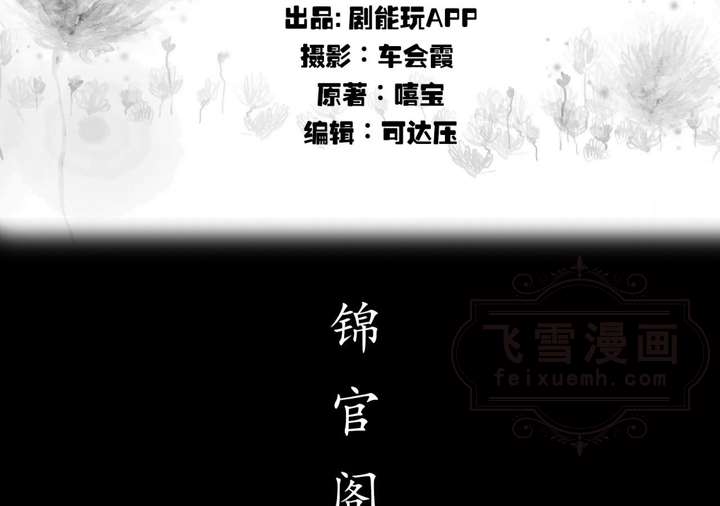 出品: 剧能玩APP
摄影：车会霞
原著：嘻宝
编辑：可达压
锦
官
阁
飞雪漫画
feixuemh.com